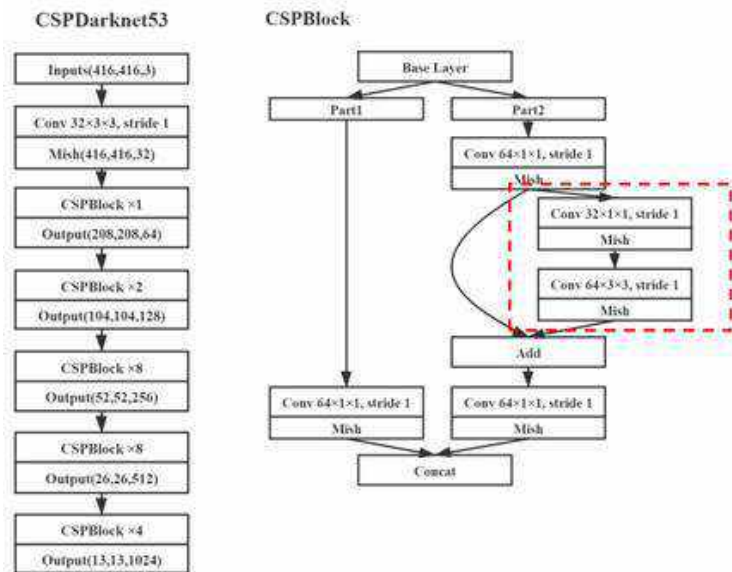 CSPDarknet53
Inputs(416,416,3)
Conv 32×3×3, stride 1
Mish(416,416,32)
CSPBlock ×1
Output(208,208,64)
CSPBlock ×2
Output(104,104,128)
CSPBlock ×8
Output(52,52,256)
CSPBlock ×8
Output(26,26,512)
CSPBlock ×4
Output(13,13,1024)
CSPBlock
Base Layer
Part1
Part2
Conv 64×1×1, stride 1
Mish
Conv 32×1×1, stride 1
Mish
Conv 64×3×3, stride 1
Mish
Add
Conv 64×1×1, stride 1
Mish
Conv 64×1×1, stride 1
Mish
Concat